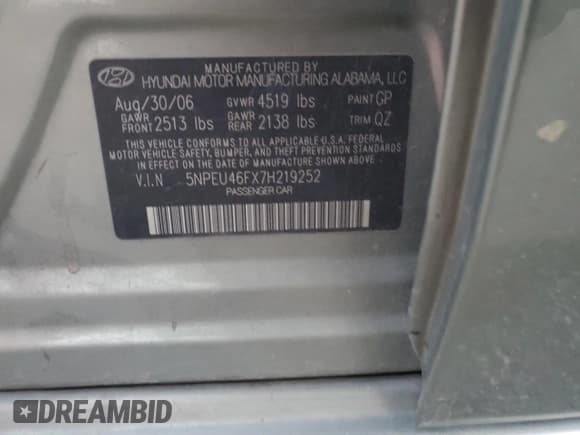 MANUFACTURED BY
HYUNDAI MOTOR MANUFACTURING ALABAMA, LLC
Aug/30/06 GVWR 4519 lbs PAINT GP
GAWR FRONT 2513 lbs GAWR REAR 2138 lbs TRIM QZ
THIS VEHICLE CONFORMS TO ALL APPLICABLE U.S.A. FEDERAL
MOTOR VEHICLE SAFETY, BUMPER, AND THEFT PREVENTION STANDARDS
IN EFFECT ON THE DATE OF MANUFACTURE SHOWN ABOVE.
V.I.N 5NPEU46FX7H219252
PASSENGER CAR
DREAMBID